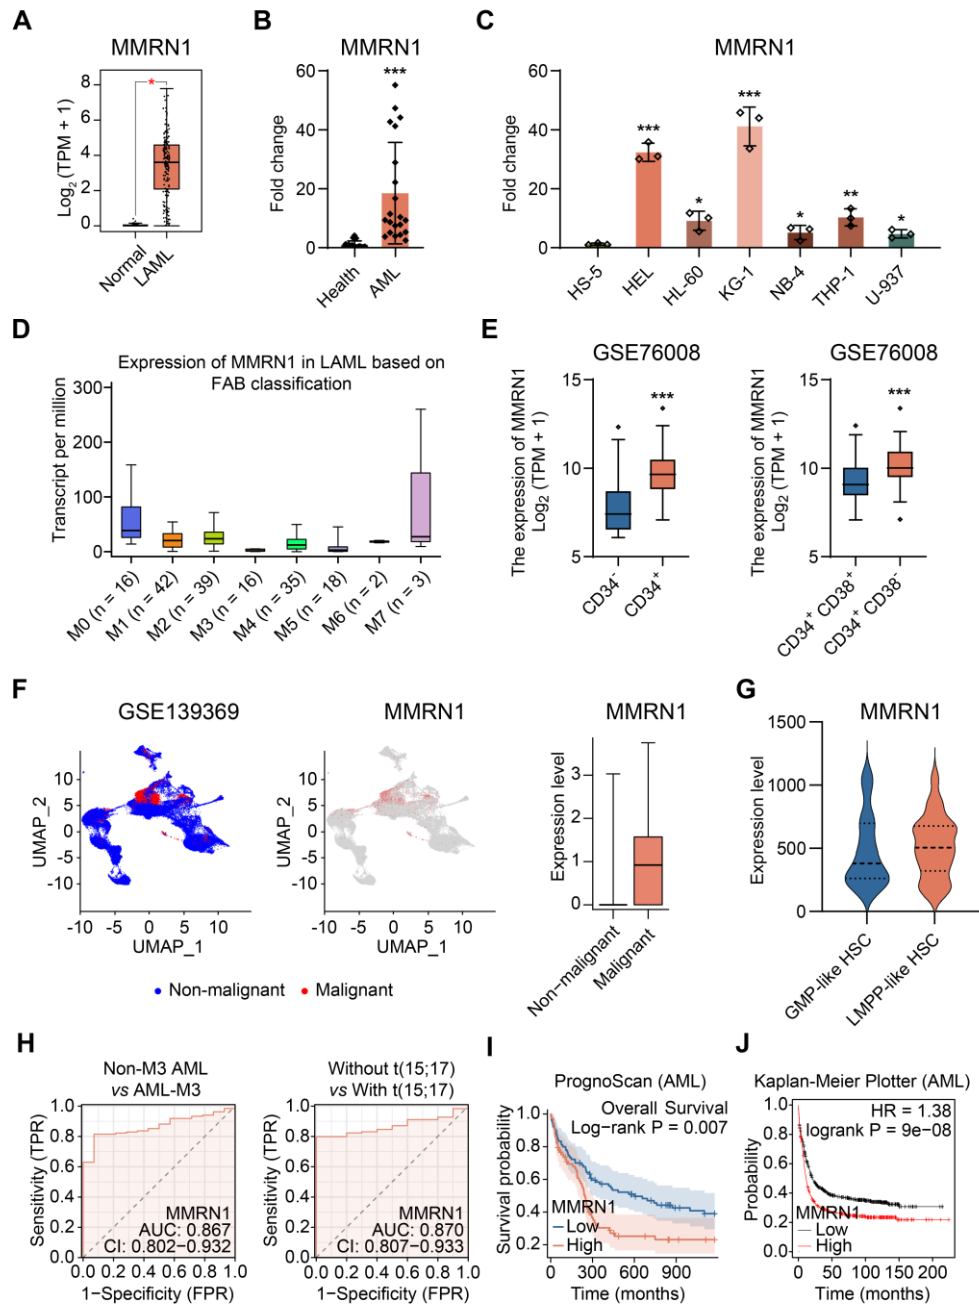 A
MMRN1
Log2 (TPM + 1)
8
6
4
2
0
*
Normal
LAML
B
MMRN1
***
Fold change
60
40
20
0
Health
AML
C
MMRN1
Fold change
60
40
20
0
***
*
***
*
**
*
HS-5
HEL
HL-60
KG-1
NB-4
THP-1
U-937
D
Expression of MMRN1 in LAML based on
FAB classification
Transcript per million
300
200
100
0
M0 (n = 16)
M1 (n = 42)
M2 (n = 39)
M3 (n = 16)
M4 (n = 35)
M5 (n = 18)
M6 (n = 2)
M7 (n = 3)
E
GSE76008
The expression of MMRN1
Log2 (TPM + 1)
15
10
5
***
CD34-
CD34+
GSE76008
The expression of MMRN1
Log2 (TPM + 1)
15
10
5
***
CD34+ CD38+
CD34+ CD38-
F
GSE139369
UMAP_2
10
5
0
-5
-10
-10
-5
0
5
10
UMAP_1
MMRN1
UMAP_2
10
5
0
-5
-10
-5
0
5
10
UMAP_1
Non-malignant
Malignant
MMRN1
Expression level
3
2
1
0
Non-malignant
Malignant
G
MMRN1
Expression level
1500
1000
500
0
GMP-like HSC
LMPP-like HSC
H
Non-M3 AML
vs AML-M3
Sensitivity (TPR)
1.0
0.8
0.6
0.4
0.2
0.0
MMRN1
AUC: 0.867
CI: 0.802-0.932
0.0 0.2 0.4 0.6 0.8 1.0
1-Specificity (FPR)
Without t(15;17)
vs With t(15;17)
Sensitivity (TPR)
1.0
0.8
0.6
0.4
0.2
0.0
MMRN1
AUC: 0.870
CI: 0.807-0.933
0.0 0.2 0.4 0.6 0.8 1.0
1-Specificity (FPR)
I
PrognoScan (AML)
Overall Survival
Log-rank P = 0.007
Survival probability
1.0
0.8
0.6
0.4
0.2
MMRN1
Low
High
0 300 600 900
Time (months)
J
Kaplan-Meier Plotter (AML)
HR = 1.38
logrank P = 9e-08
Probability
1.0
0.8
0.6
0.4
0.2
0.0
MMRN1
Low
High
0 50 100 150 200
Time (months)